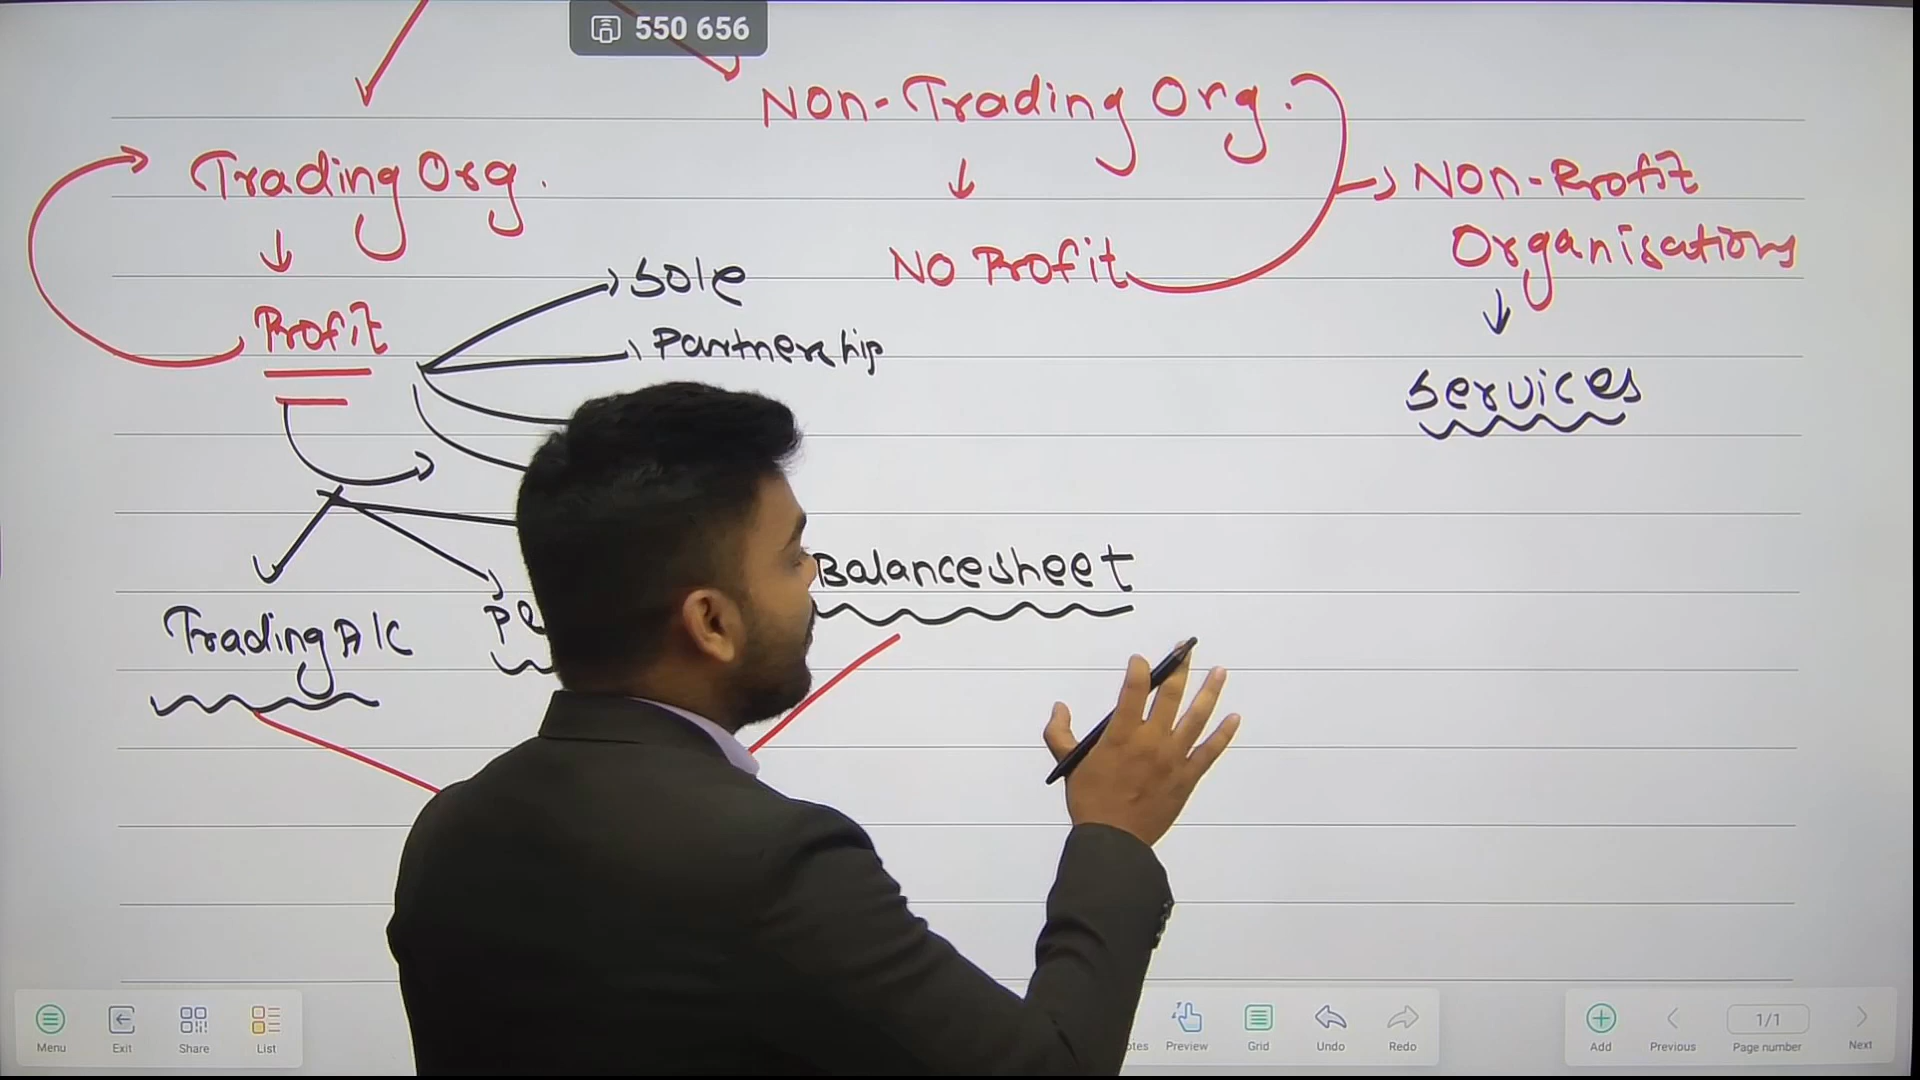 550 656
Non-Trading Org.
Trading Org.
Non-Profit
Organisations
No Profit
Sole
Profit
Partnership
Services
Balancesheet
Trading A/C
Menu
Exit
Share
List
Preview
Grid
Undo
Redo
Add
Previous
1/1
Page number
Next